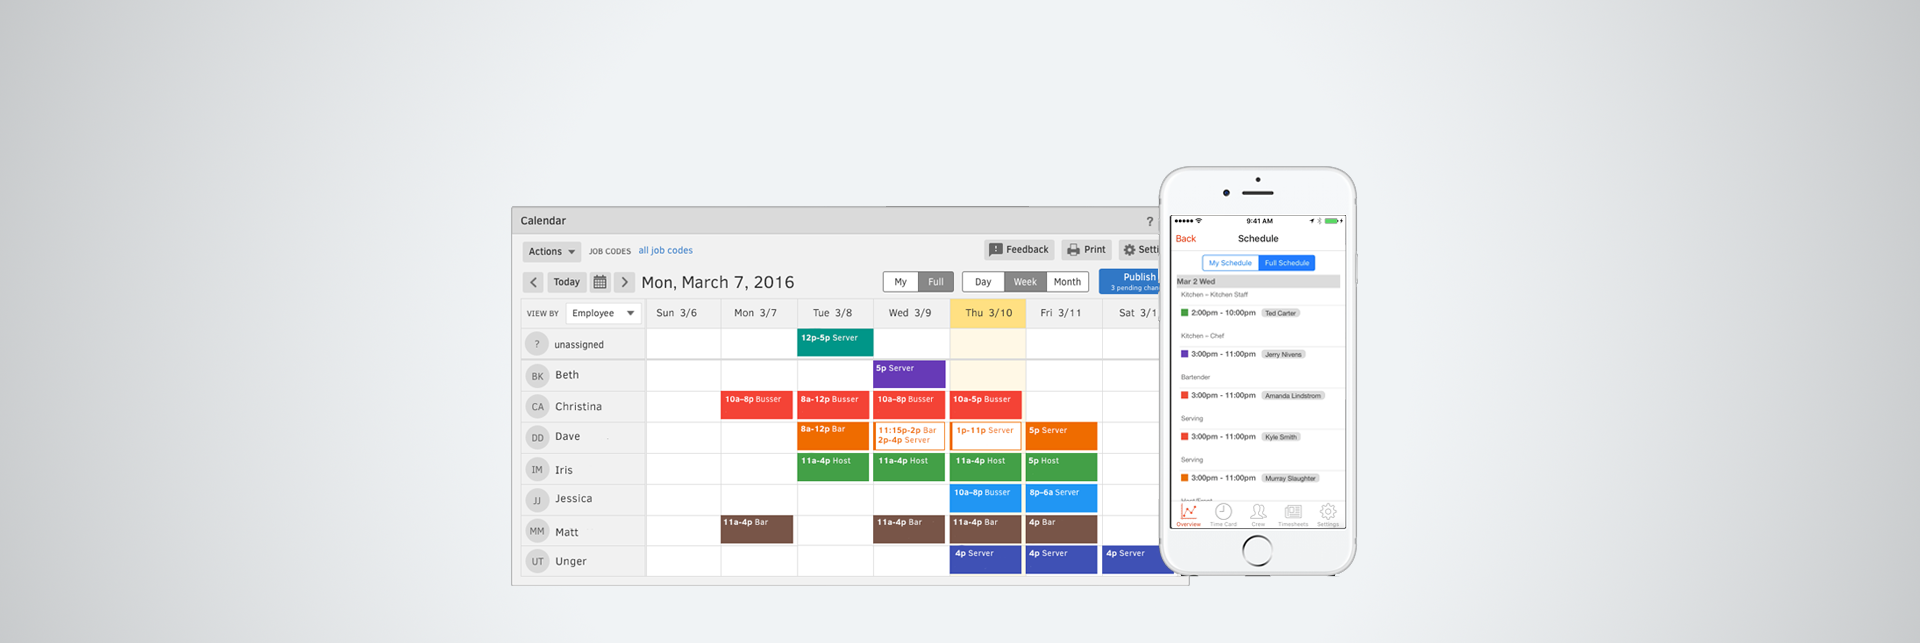 Calendar ?
Actions JOB CODES all job codes Feedback Print Setti
Today Mon, March 7, 2016 My Full Day Week Month Publish
3 pending chan
VIEW BY Employee Sun 3/6 Mon 3/7 Tue 3/8 Wed 3/9 Thu 3/10 Fri 3/11 Sat 3/1
? unassigned 12p-5p Server
BK Beth 5p Server
CA Christina 10a-8p Busser 8a-12p Busser 10a-8p Busser 10a-5p Busser
DD Dave 8a-12p Bar 11:15p-2p Bar 1p-11p Server 5p Server
2p-4p Server
IM Iris 11a-4p Host 11a-4p Host 11a-4p Host 5p Host
JJ Jessica 10a-8p Busser 8p-6a Server
MM Matt 11a-4p Bar 11a-4p Bar 11a-4p Bar 4p Bar
UT Unger 4p Server 4p Server 4p Server
9:41 AM
Back Schedule
My Schedule Full Schedule
Mar 2 Wed
Kitchen – Kitchen Staff
2:00pm - 10:00pm Ted Carter
Kitchen – Chef
3:00pm - 11:00pm Jerry Nivens
Bartender
3:00pm - 11:00pm Amanda Lindstrom
Serving
3:00pm - 11:00pm Kyle Smith
Serving
3:00pm - 11:00pm Murray Slaughter
Overview Time Card Crew Timesheets Settings